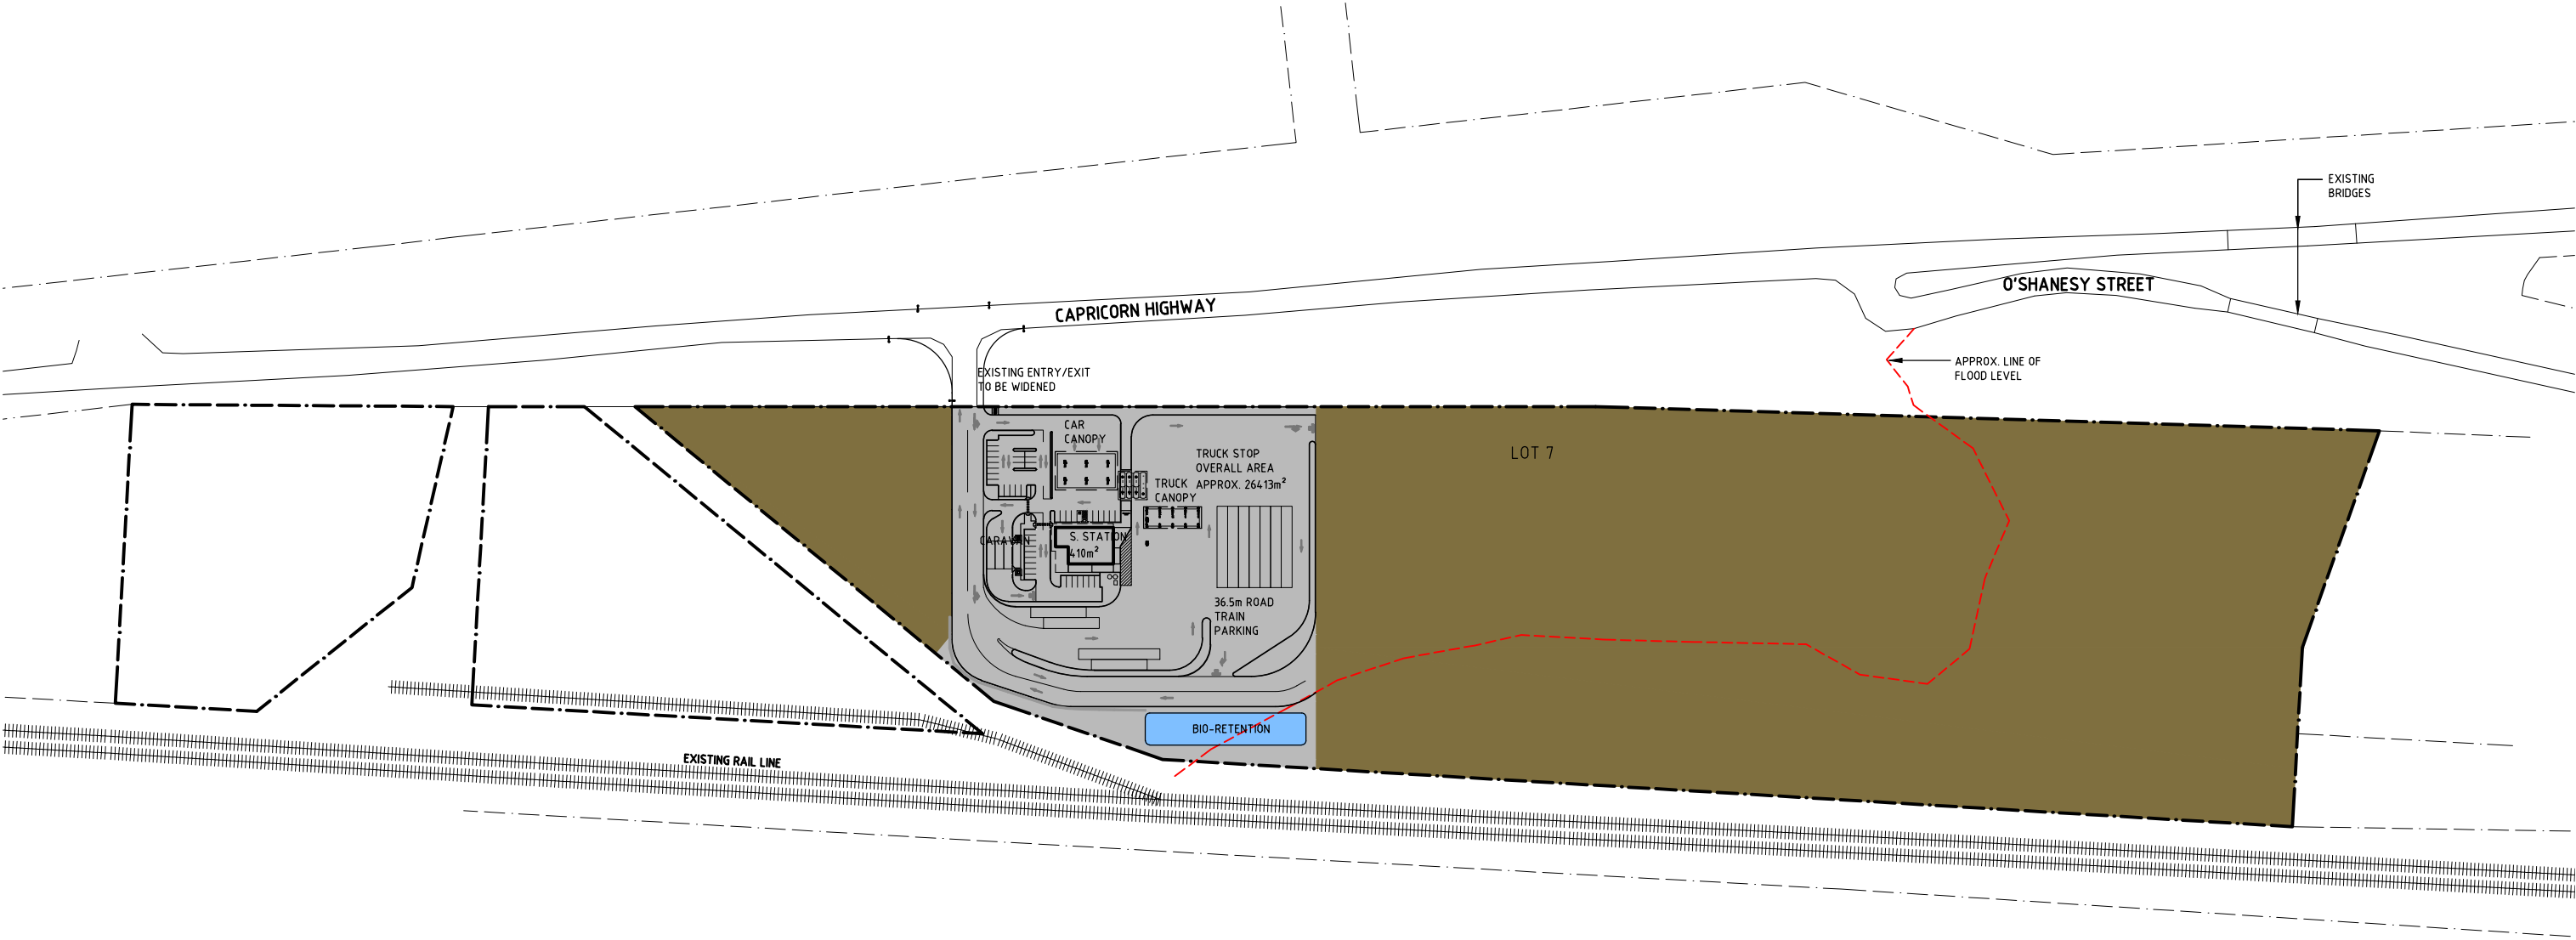 EXISTING
BRIDGES
O'SHANESY STREET
CAPRICORN HIGHWAY
APPROX. LINE OF
FLOOD LEVEL
EXISTING ENTRY/EXIT
TO BE WIDENED
CAR
CANOPY
TRUCK STOP
OVERALL AREA
APPROX. 26413m²
TRUCK
CANOPY
LOT 7
CARAVAN
S. STATION
410m²
36.5m ROAD
TRAIN
PARKING
BIO-RETENTION
EXISTING RAIL LINE